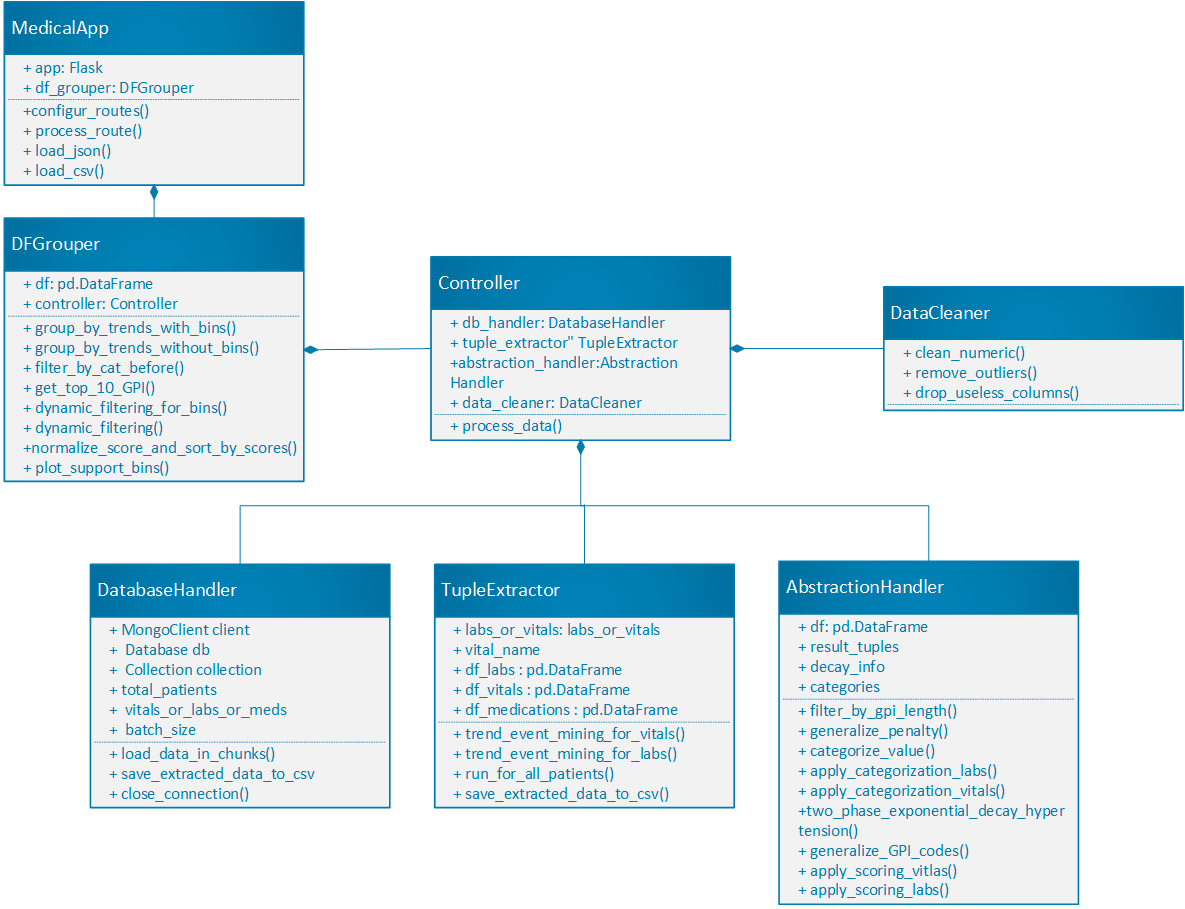 MedicalApp
+ app: Flask
+ df_grouper: DFGrouper
+configur_routes()
+ process_route()
+ load_json()
+ load_csv()
DFGrouper
+ df: pd.DataFrame
+ controller: Controller
+ group_by_trends_with_bins()
+ group_by_trends_without_bins()
+ filter_by_cat_before()
+ get_top_10_GPI()
+ dynamic_filtering_for_bins()
+ dynamic_filtering()
+normalize_score_and_sort_by_scores()
+ plot_support_bins()
Controller
+ db_handler: DatabaseHandler
+ tuple_extractor" TupleExtractor
+abstraction_handler:Abstraction
Handler
+ data_cleaner: DataCleaner
+ process_data()
DataCleaner
+ clean_numeric()
+ remove_outliers()
+ drop_useless_columns()
DatabaseHandler
+ MongoClient client
+  Database db
+  Collection collection
+ total_patients
+  vitals_or_labs_or_meds
+  batch_size
+ load_data_in_chunks()
+ save_extracted_data_to_csv
+ close_connection()
TupleExtractor
+ labs_or_vitals: labs_or_vitals
+ vital_name
+ df_labs : pd.DataFrame
+ df_vitals : pd.DataFrame
+ df_medications : pd.DataFrame
+ trend_event_mining_for_vitals()
+ trend_event_mining_for_labs()
+ run_for_all_patients()
+ save_extracted_data_to_csv()
AbstractionHandler
+ df: pd.DataFrame
+ result_tuples
+ decay_info
+ categories
+ filter_by_gpi_length()
+ generalize_penalty()
+ categorize_value()
+ apply_categorization_labs()
+ apply_categorization_vitals()
+two_phase_exponential_decay_hyper
tension()
+ generalize_GPI_codes()
+ apply_scoring_vitlas()
+ apply_scoring_labs()